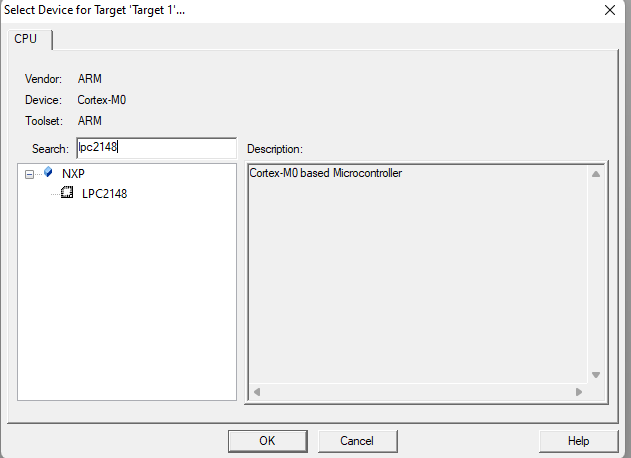 Select Device for Target 'Target 1'...
CPU
Vendor: ARM
Device: Cortex-M0
Toolset: ARM
Search: lpc2148
NXP
LPC2148
Description:
Cortex-M0 based Microcontroller
OK Cancel Help